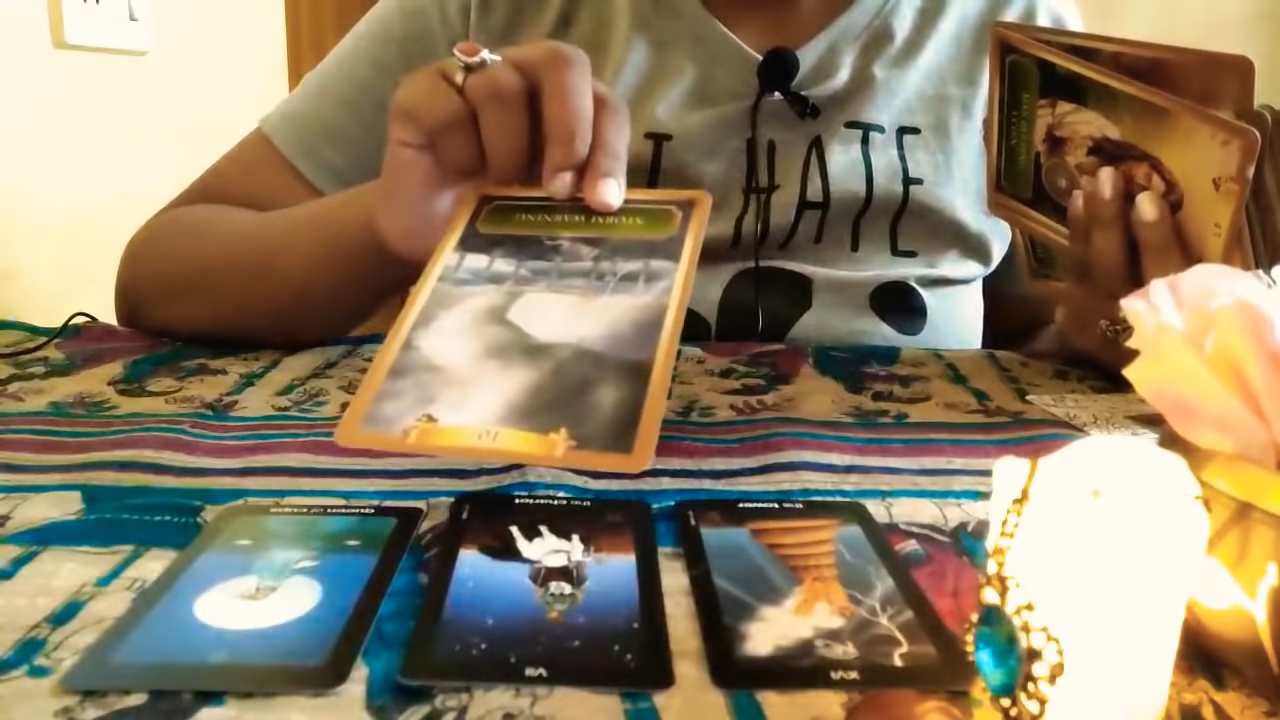 I HATE
STORM WARNING
10
queen of cups
the chariot
VII
the tower
XVI